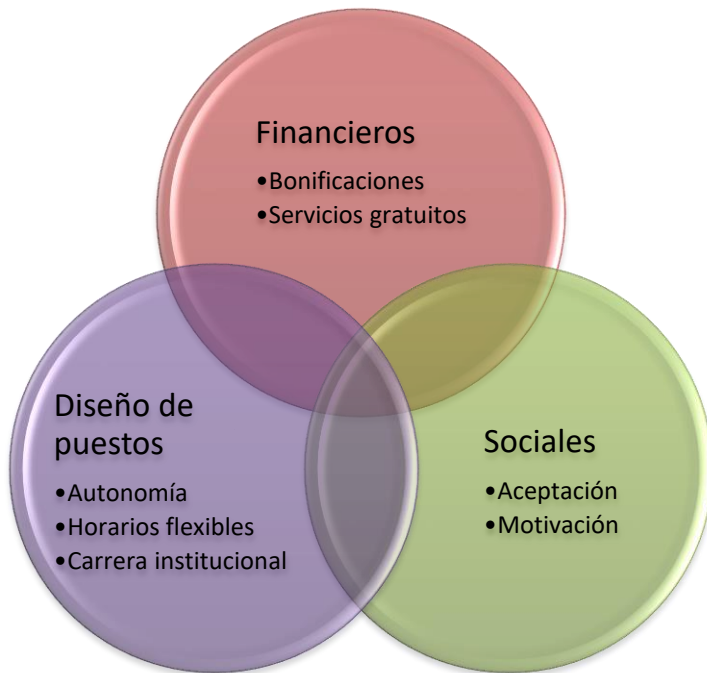 Financieros
•Bonificaciones
•Servicios gratuitos
Diseño de
puestos
•Autonomía
•Horarios flexibles
•Carrera institucional
Sociales
•Aceptación
•Motivación